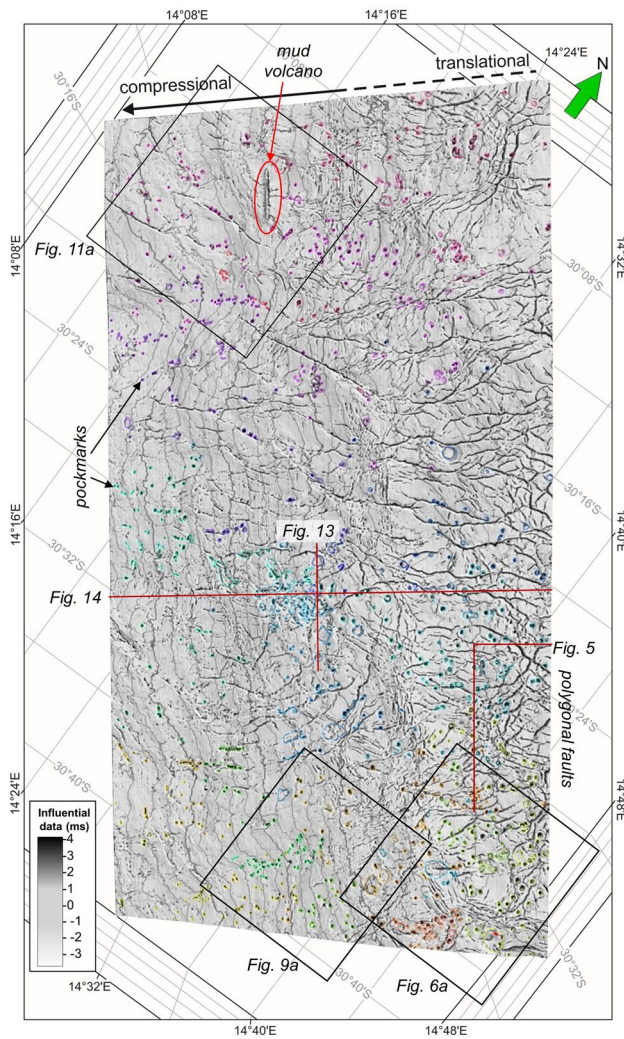 14°08'E
14°16'E
mud
volcano
14°24'E
N
compressional
translational
30°16'S
Fig. 11a
14°08'E
14°32'E
30°08'S
30°24'S
pockmarks
30°16'S
14°16'E
14°40'E
Fig. 13
30°32'S
Fig. 14
Fig. 5
polygonal faults
30°24'S
30°40'S
14°24'E
14°48'E
Influential
data (ms)
4
3
2
1
0
-1
-2
-3
Fig. 9a
30°40'S
Fig. 6a
30°32'S
14°32'E
14°40'E
14°48'E